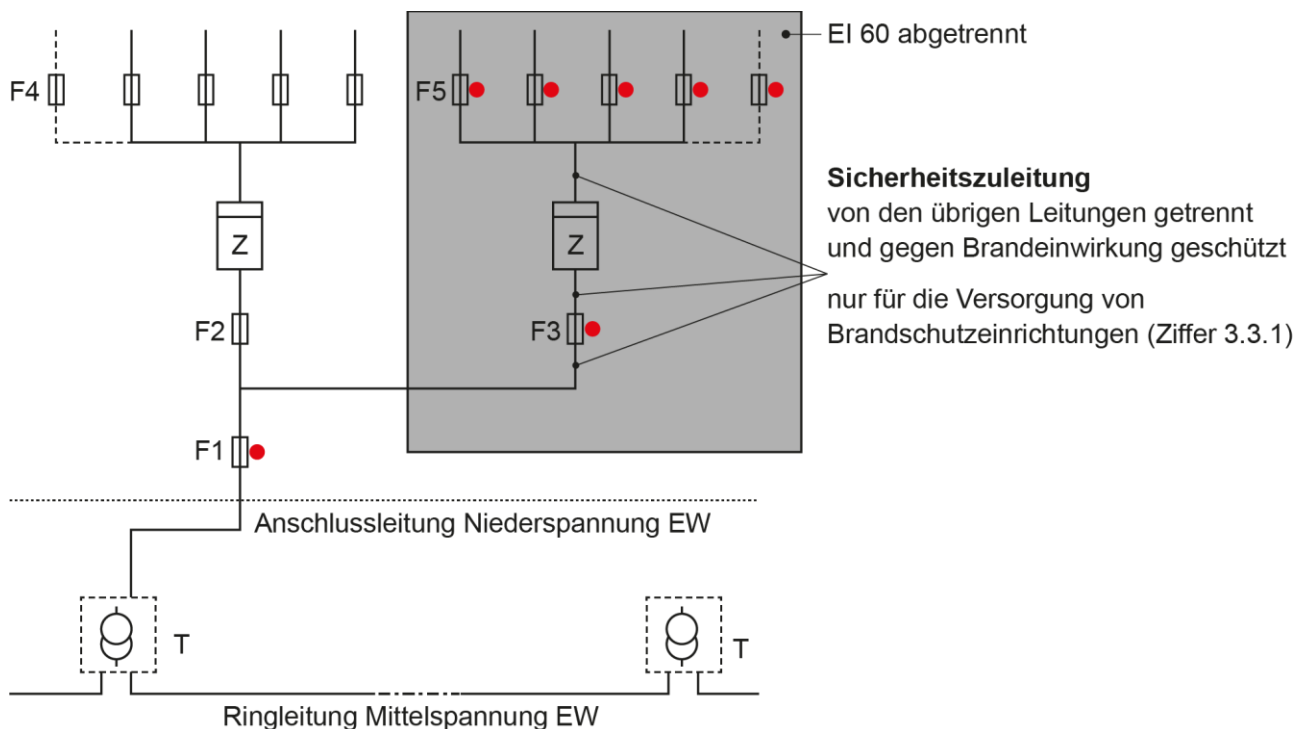 EI 60 abgetrennt
F4
F5
Sicherheitszuleitung
von den übrigen Leitungen getrennt
und gegen Brandeinwirkung geschützt
nur für die Versorgung von
Brandschutzeinrichtungen (Ziffer 3.3.1)
Z
Z
F2
F3
F1
Anschlussleitung Niederspannung EW
T
T
Ringleitung Mittelspannung EW